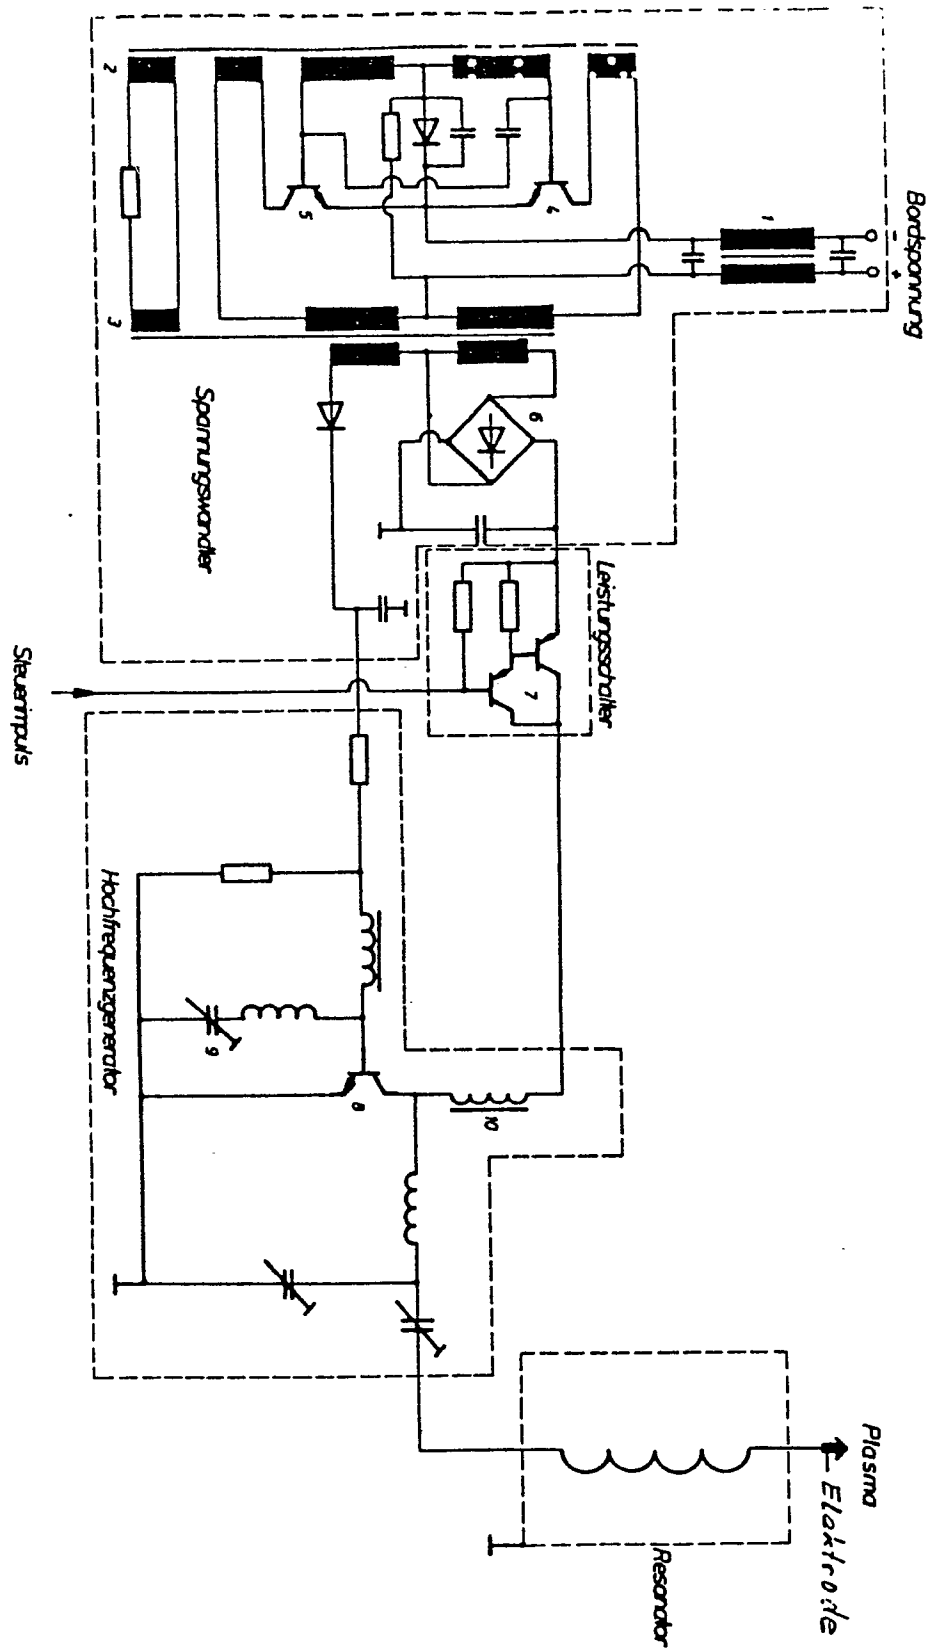 Bordspannung
-
+
1
2
3
4
5
6
Spannungswandler
Leistungsschalter
7
Steuerimpuls
Hochfrequenzgenerator
8
9
10
Plasma
Elektrode
Resonator